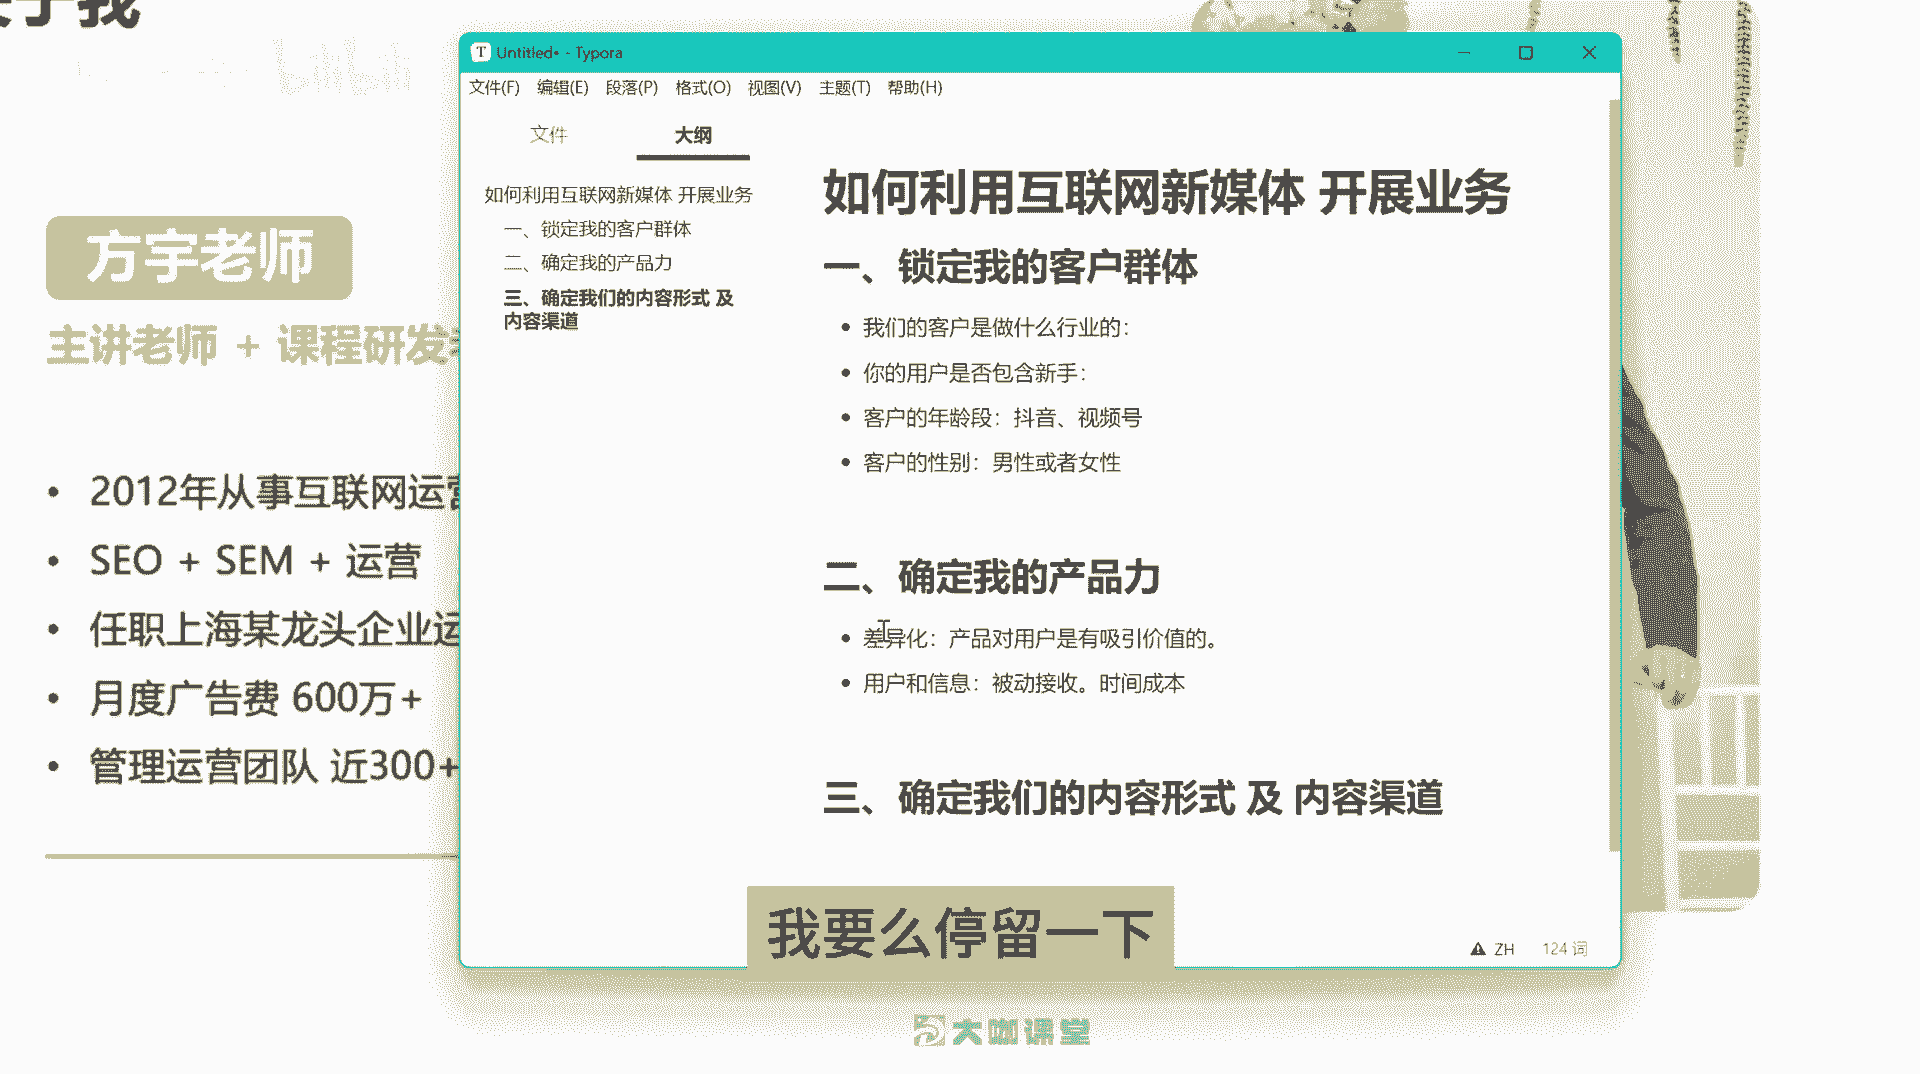 Untitled• - Typora
文件(F) 编辑(E) 段落(P) 格式(O) 视图(V) 主题(T) 帮助(H)
文件 大纲
如何利用互联网新媒体 开展业务
一、锁定我的客户群体
二、确定我的产品力
三、确定我们的内容形式 及
内容渠道
如何利用互联网新媒体 开展业务
一、锁定我的客户群体
• 我们的客户是做什么行业的：
• 你的用户是否包含新手：
• 客户的年龄段：抖音、视频号
• 客户的性别：男性或者女性
二、确定我的产品力
• 差异化：产品对用户是有吸引价值的。
• 用户和信息：被动接收。时间成本
三、确定我们的内容形式 及 内容渠道
ZH 124 词
方宇老师
主讲老师 + 课程研发
• 2012年从事互联网运营
• SEO + SEM + 运营
• 任职上海某龙头企业运
• 月度广告费 600万+
• 管理运营团队 近300+
我要么停留一下
大咖课堂